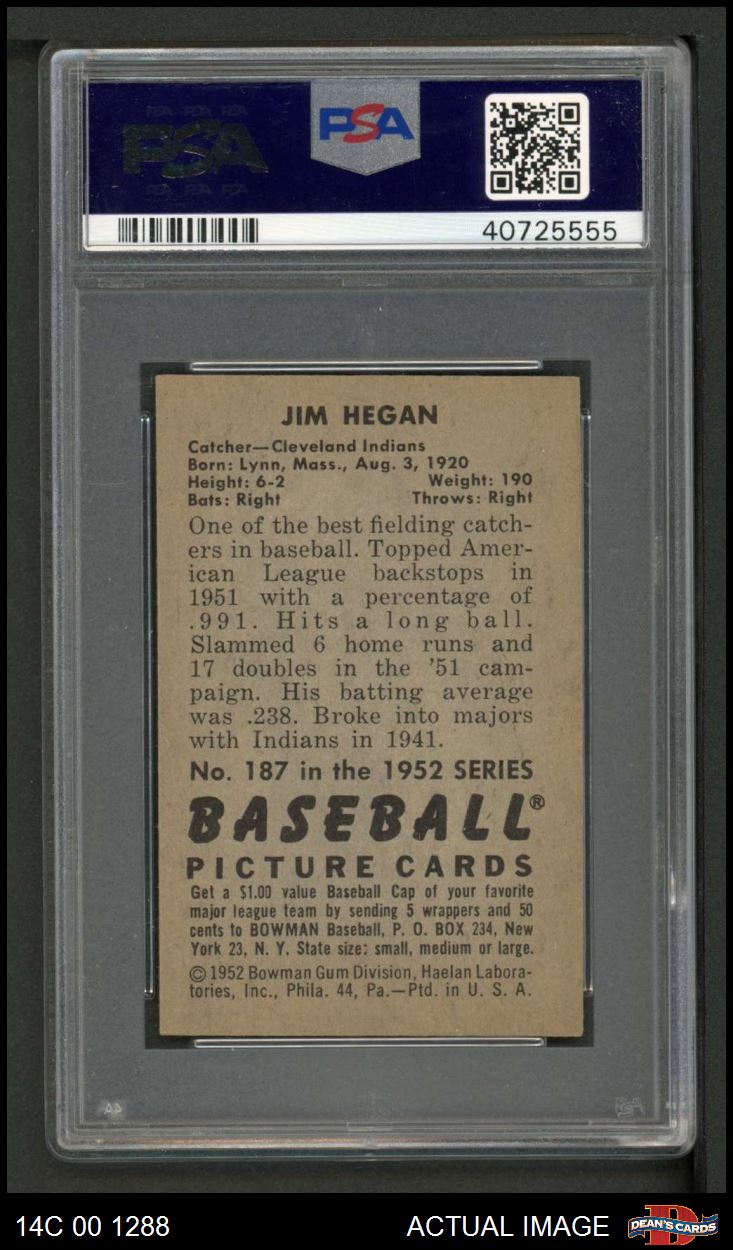 PSA PSA PSA
PSA
PSA PSA PSA
PSA
40725555
JIM HEGAN
Catcher—Cleveland Indians
Born: Lynn, Mass., Aug. 3, 1920
Height: 6-2 Weight: 190
Bats: Right Throws: Right
One of the best fielding catch-
ers in baseball. Topped Amer-
ican League backstops in
1951 with a percentage of
.991. Hits a long ball.
Slammed 6 home runs and
17 doubles in the '51 cam-
paign. His batting average
was .238. Broke into majors
with Indians in 1941.
No. 187 in the 1952 SERIES
BASEBALL®
PICTURE CARDS
Get a $1.00 value Baseball Cap of your favorite
major league team by sending 5 wrappers and 50
cents to BOWMAN Baseball, P. O. BOX 234, New
York 23, N. Y. State size: small, medium or large.
© 1952 Bowman Gum Division, Haelan Labora-
tories, Inc., Phila. 44, Pa.—Ptd. in U. S. A.
14C 00 1288 ACTUAL IMAGE DEAN'S CARDS